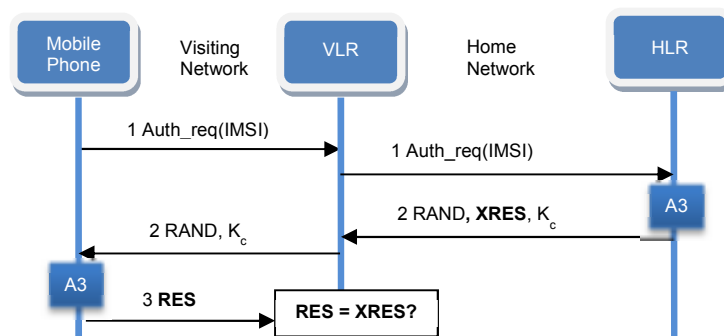 Mobile
Phone
Visiting
Network
VLR
Home
Network
HLR
1 Auth_req(IMSI)
1 Auth_req(IMSI)
A3
2 RAND, XRES, Kc
2 RAND, Kc
A3
3 RES
RES = XRES?